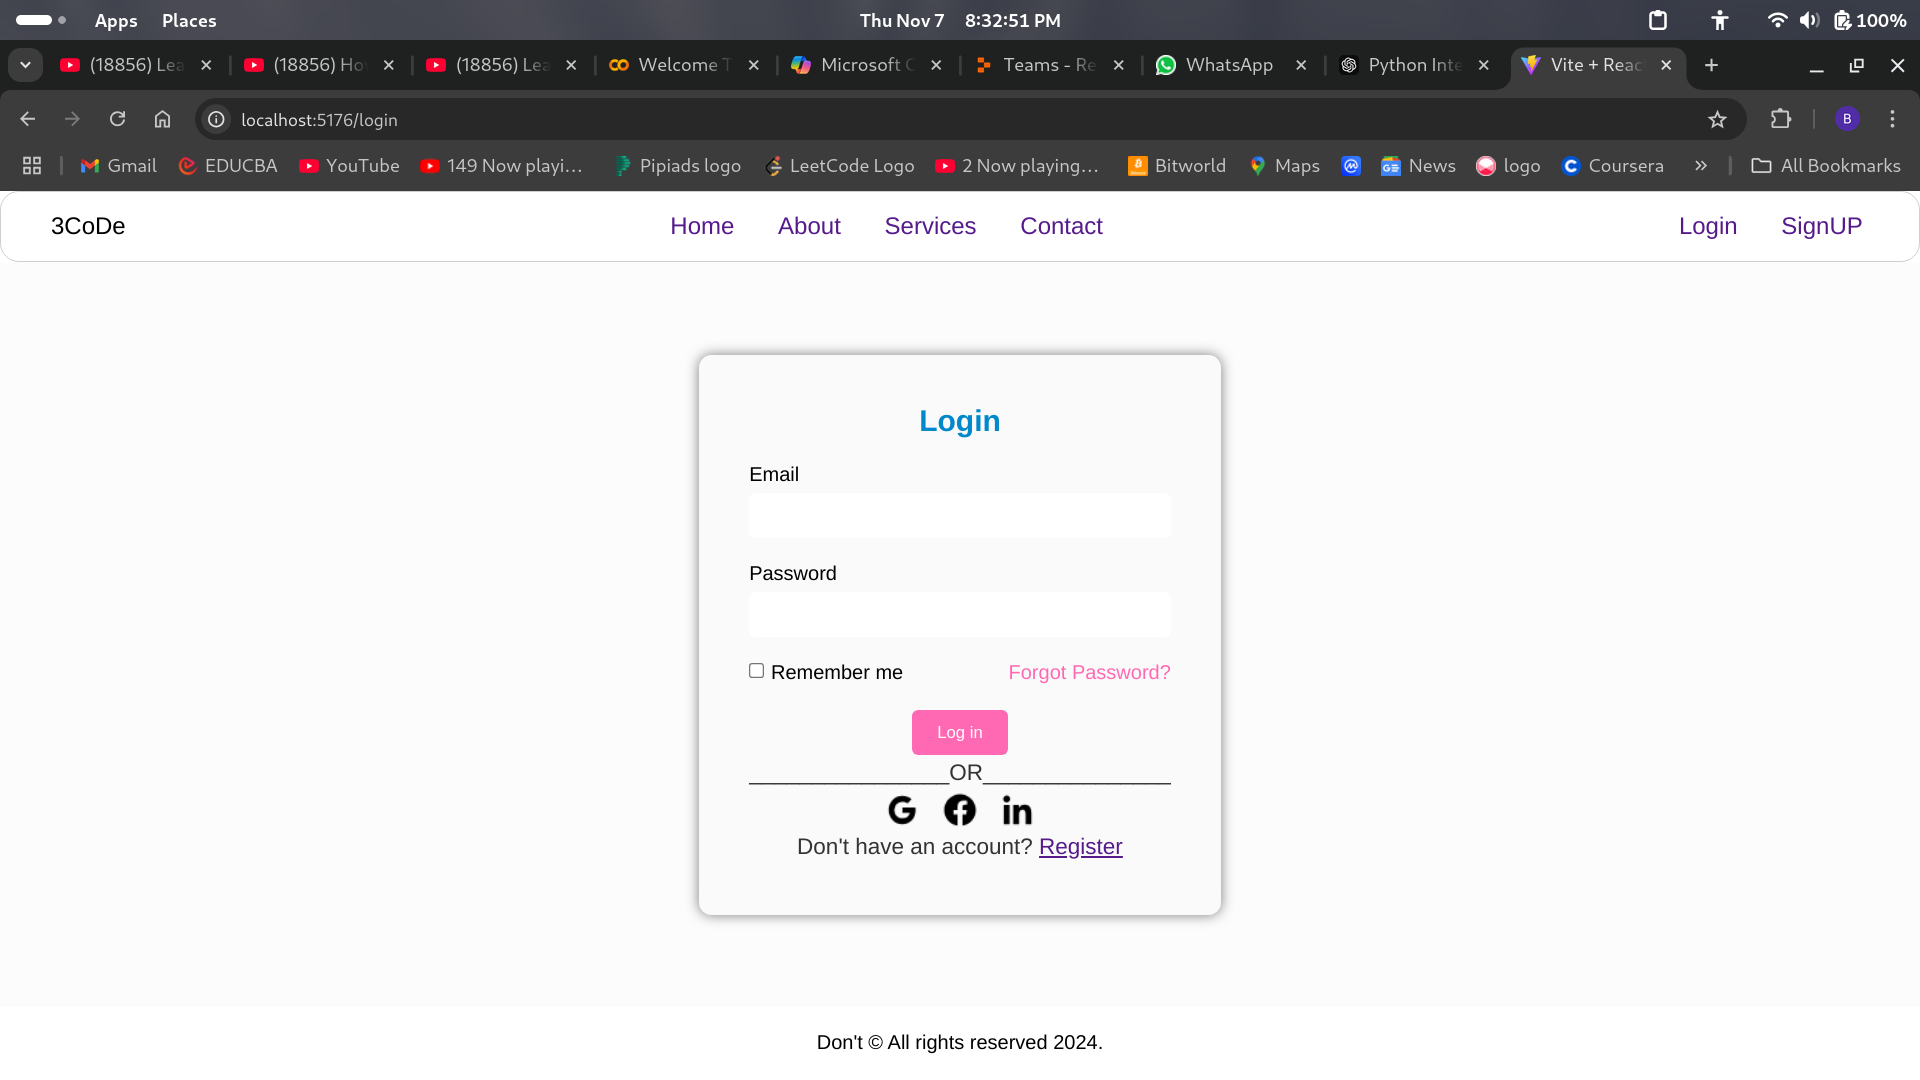 Apps Places Thu Nov 7 8:32:51 PM 100%
(18856) Lea (18856) Ho (18856) Lea Welcome T Microsoft C Teams - Re WhatsApp Python Inte Vite + Reac
localhost:5176/login B
Gmail EDUCBA YouTube 149 Now playi... Pipiads logo LeetCode Logo 2 Now playing... Bitworld Maps News logo Coursera All Bookmarks
3CoDe Home About Services Contact Login SignUP
Login
Email
Password
Remember me Forgot Password?
Log in
________________OR_______________
Don't have an account? Register
Don't © All rights reserved 2024.